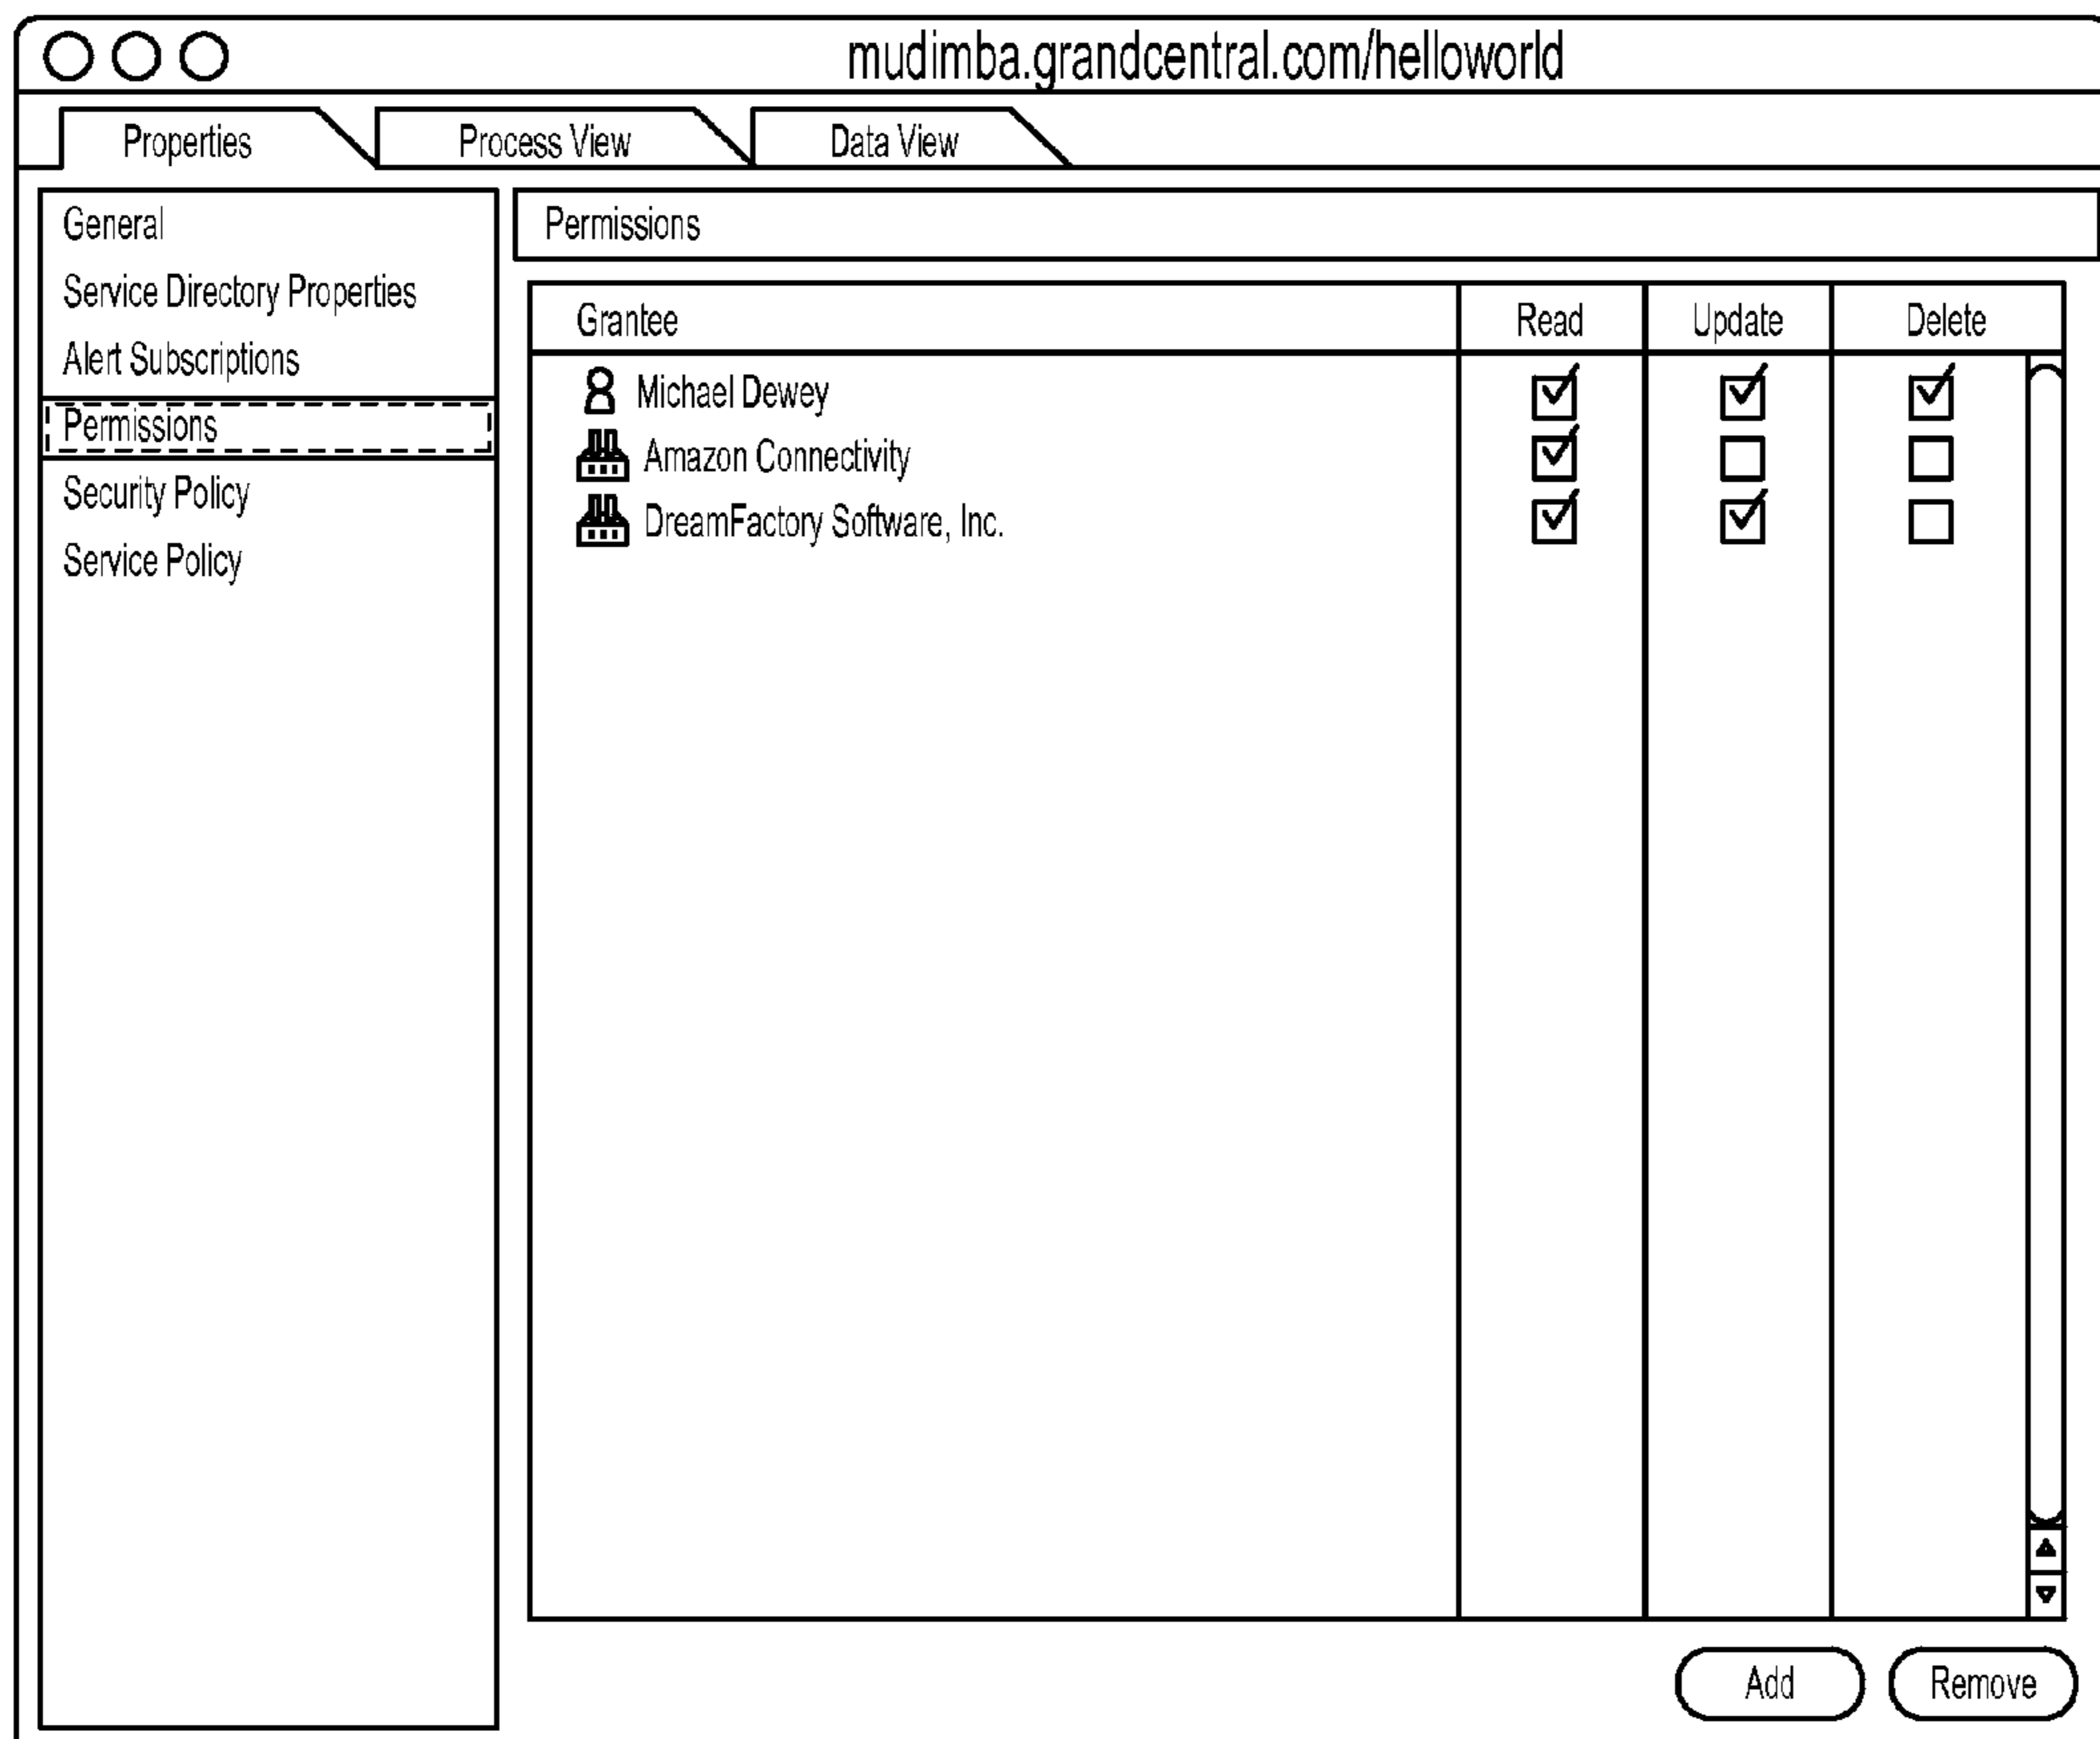 mudimba.grandcentral.com/helloworld
Properties Process View Data View
General
Service Directory Properties
Alert Subscriptions
Permissions
Security Policy
Service Policy
Permissions
Grantee Read Update Delete
Michael Dewey
Amazon Connectivity
DreamFactory Software, Inc.
Add Remove